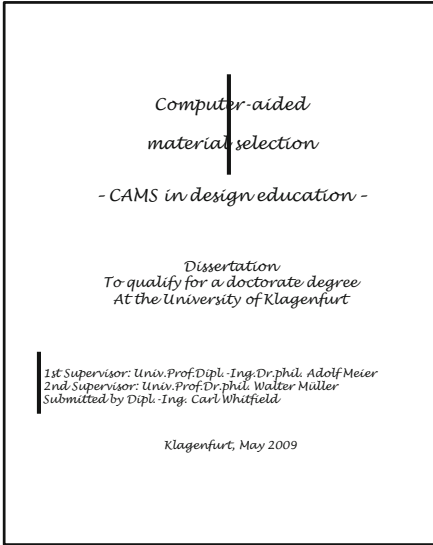 Computer-aided
material selection
– CAMS in design education –
Dissertation
To qualify for a doctorate degree
At the University of Klagenfurt
1st Supervisor: Univ.Prof.Dipl.-Ing.Dr.phil. Adolf Meier
2nd Supervisor: Univ.Prof.Dr.phil. Walter Müller
Submitted by Dipl.-Ing. Carl Whitfield
Klagenfurt, May 2009